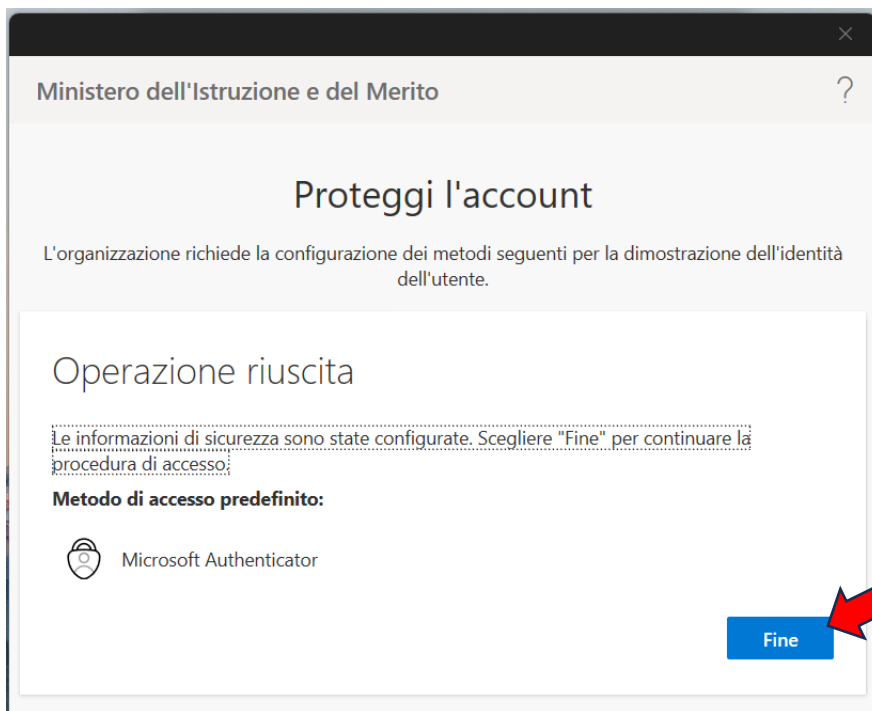 Ministero dell'Istruzione e del Merito
?
Proteggi l'account
L'organizzazione richiede la configurazione dei metodi seguenti per la dimostrazione dell'identità
dell'utente.
Operazione riuscita
Le informazioni di sicurezza sono state configurate. Scegliere "Fine" per continuare la
procedura di accesso.
Metodo di accesso predefinito:
Microsoft Authenticator
Fine